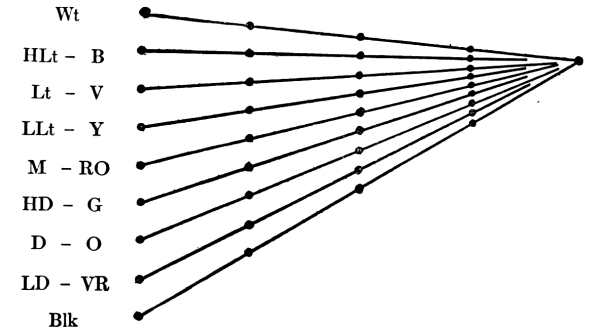 Wt
HLt - B
Lt - V
LLt - Y
M - RO
HD - G
D - O
LD - VR
Blk